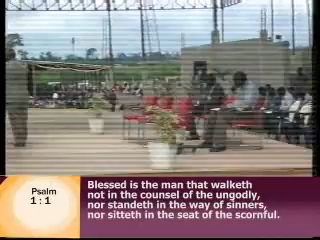 Psalm
1 : 1
Blessed is the man that walketh
not in the counsel of the ungodly,
nor standeth in the way of sinners,
nor sitteth in the seat of the scornful.